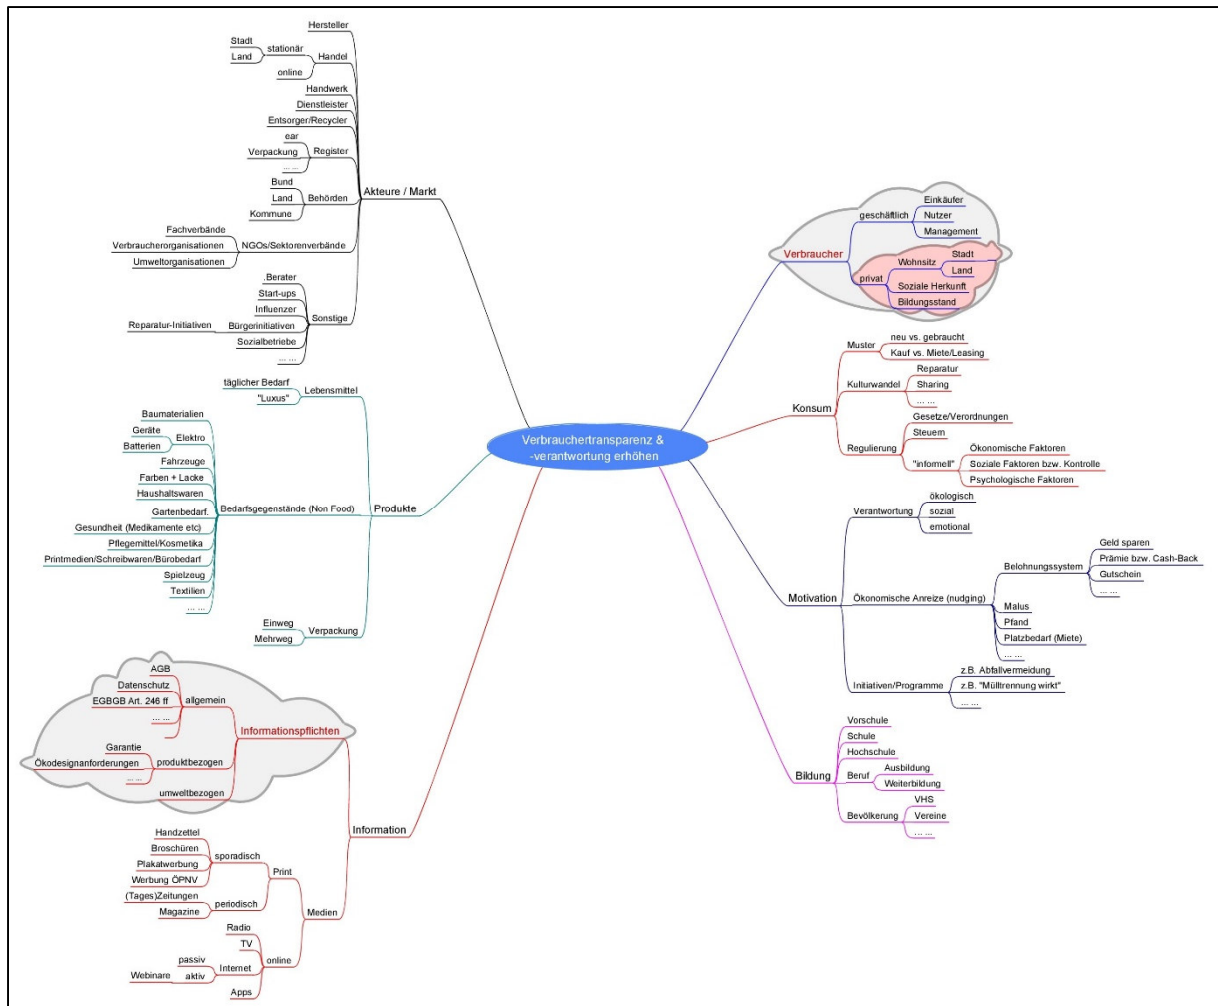 Verbrauchertransparenz &
-verantwortung erhöhen
Akteure / Markt
Hersteller
Handel
stationär
Stadt
Land
online
Handwerk
Dienstleister
Entsorger/Recycler
Register
ear
Verpackung
... ...
Behörden
Bund
Land
Kommune
NGOs/Sektorenverbände
Fachverbände
Verbraucherorganisationen
Umweltorganisationen
Sonstige
.Berater
Start-ups
Influenzer
Bürgerinitiativen
Reparatur-Initiativen
Sozialbetriebe
... ...
Produkte
Lebensmittel
täglicher Bedarf
"Luxus"
Bedarfsgegenstände (Non Food)
Baumaterialien
Elektro
Geräte
Batterien
Fahrzeuge
Farben + Lacke
Haushaltswaren
Gartenbedarf.
Gesundheit (Medikamente etc)
Pflegemittel/Kosmetika
Printmedien/Schreibwaren/Bürobedarf
Spielzeug
Textilien
... ...
Verpackung
Einweg
Mehrweg
Information
Informationspflichten
allgemein
AGB
Datenschutz
EGBGB Art. 246 ff
... ...
produktbezogen
Garantie
Ökodesignanforderungen
... ...
umweltbezogen
Medien
Print
sporadisch
Handzettel
Broschüren
Plakatwerbung
Werbung ÖPNV
periodisch
(Tages)Zeitungen
Magazine
online
Radio
TV
Internet
passiv
aktiv
Webinare
Apps
Verbraucher
geschäftlich
Einkäufer
Nutzer
Management
privat
Wohnsitz
Stadt
Land
Soziale Herkunft
Bildungsstand
Konsum
Muster
neu vs. gebraucht
Kauf vs. Miete/Leasing
Kulturwandel
Reparatur
Sharing
... ...
Regulierung
Gesetze/Verordnungen
Steuern
"informell"
Ökonomische Faktoren
Soziale Faktoren bzw. Kontrolle
Psychologische Faktoren
Motivation
Verantwortung
ökologisch
sozial
emotional
Ökonomische Anreize (nudging)
Belohnungssystem
Geld sparen
Prämie bzw. Cash-Back
Gutschein
... ...
Malus
Pfand
Platzbedarf (Miete)
... ...
Initiativen/Programme
z.B. Abfallvermeidung
z.B. "Mülltrennung wirkt"
... ...
Bildung
Vorschule
Schule
Hochschule
Beruf
Ausbildung
Weiterbildung
Bevölkerung
VHS
Vereine
... ...